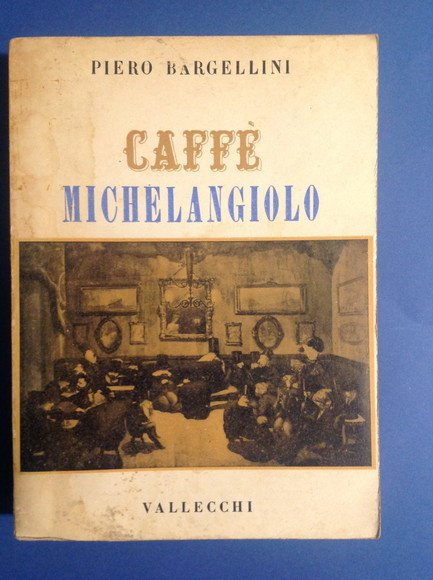 PIERO BARGELLINI
CAFFÈ
MICHELANGIOLO
VALLECCHI